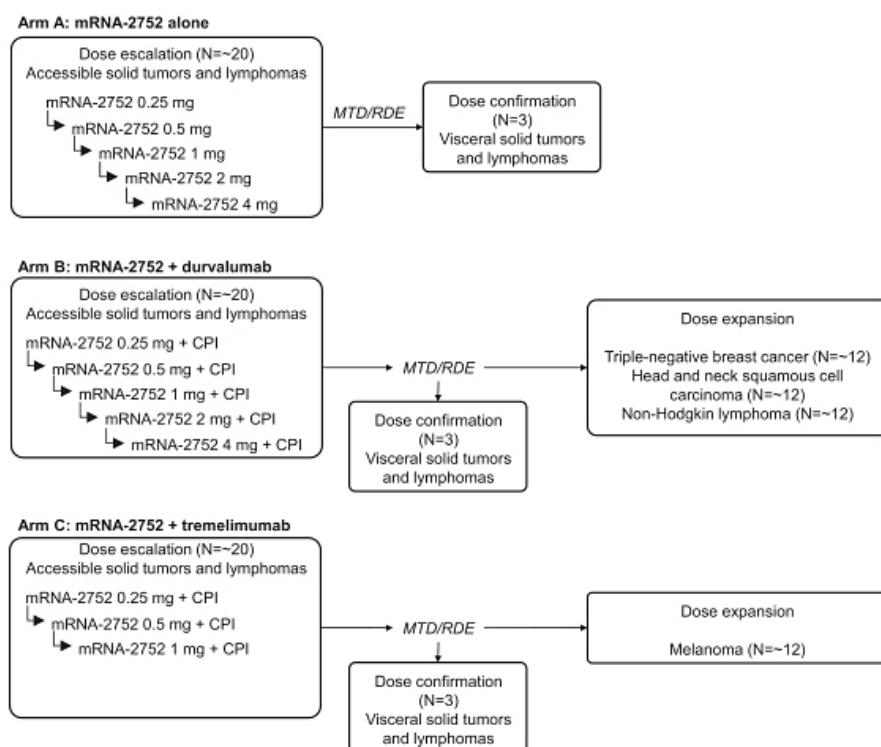 Arm A: mRNA-2752 alone
Dose escalation (N=~20)
Accessible solid tumors and lymphomas
mRNA-2752 0.25 mg
mRNA-2752 0.5 mg
mRNA-2752 1 mg
mRNA-2752 2 mg
mRNA-2752 4 mg
MTD/RDE
Dose confirmation
(N=3)
Visceral solid tumors
and lymphomas
Arm B: mRNA-2752 + durvalumab
Dose escalation (N=~20)
Accessible solid tumors and lymphomas
mRNA-2752 0.25 mg + CPI
mRNA-2752 0.5 mg + CPI
mRNA-2752 1 mg + CPI
mRNA-2752 2 mg + CPI
mRNA-2752 4 mg + CPI
MTD/RDE
Dose confirmation
(N=3)
Visceral solid tumors
and lymphomas
Dose expansion
Triple-negative breast cancer (N=~12)
Head and neck squamous cell
carcinoma (N=~12)
Non-Hodgkin lymphoma (N=~12)
Arm C: mRNA-2752 + tremelimumab
Dose escalation (N=~20)
Accessible solid tumors and lymphomas
mRNA-2752 0.25 mg + CPI
mRNA-2752 0.5 mg + CPI
mRNA-2752 1 mg + CPI
MTD/RDE
Dose confirmation
(N=3)
Visceral solid tumors
and lymphomas
Dose expansion
Melanoma (N=~12)